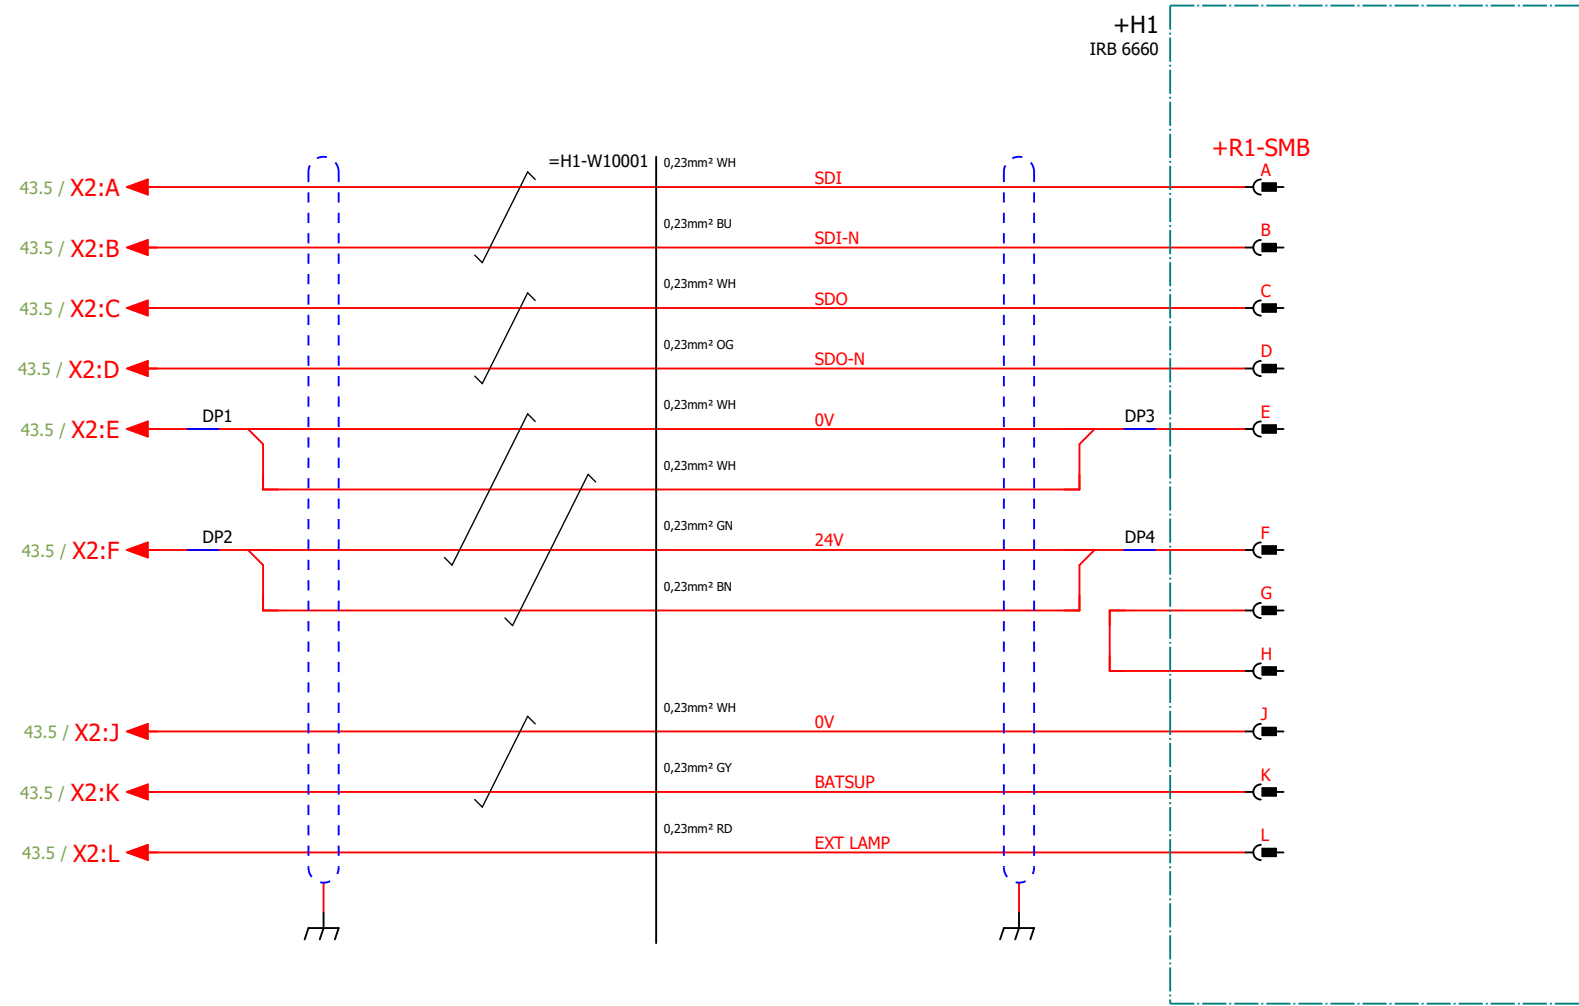 +H1
IRB 6660
+R1-SMB
=H1-W10001
0,23mm² WH
A
43.5 / X2:A
SDI
0,23mm² BU
B
43.5 / X2:B
SDI-N
0,23mm² WH
C
43.5 / X2:C
SDO
0,23mm² OG
D
43.5 / X2:D
SDO-N
0,23mm² WH
E
43.5 / X2:E
DP1
0V
DP3
0,23mm² WH
0,23mm² GN
F
43.5 / X2:F
DP2
24V
DP4
0,23mm² BN
G
H
0,23mm² WH
J
43.5 / X2:J
0V
0,23mm² GY
K
43.5 / X2:K
BATSUP
0,23mm² RD
L
43.5 / X2:L
EXT LAMP